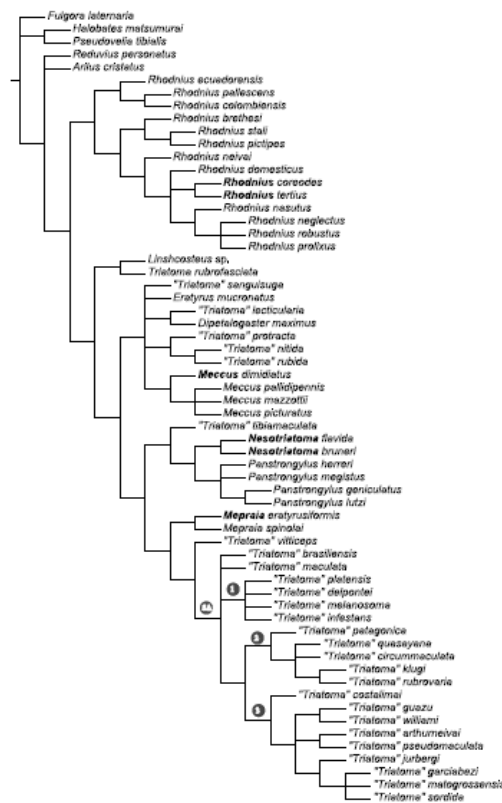 Fulgora laternaria
Halobates matsumurai
Pseudovelia tibialis
Reduvius personatus
Arilus cristatus
Rhodnius ecuadorensis
Rhodnius pallescens
Rhodnius colombiensis
Rhodnius brethesi
Rhodnius stali
Rhodnius pictipes
Rhodnius neivai
Rhodnius domesticus
Rhodnius coreodes
Rhodnius tertius
Rhodnius nasutus
Rhodnius neglectus
Rhodnius robustus
Rhodnius prolixus
Linshcosteus sp.
Triatoma rubrofasciata
"Triatoma" sanguisuga
Eratyrus mucronatus
"Triatoma" lecticularia
Dipetalogaster maximus
"Triatoma" protracta
"Triatoma" nitida
"Triatoma" rubida
Meccus dimidiatus
Meccus pallidipennis
Meccus mazzottii
Meccus picturatus
"Triatoma" tibiamaculata
Nesotriatoma flavida
Nesotriatoma bruneri
Panstrongylus herreri
Panstrongylus megistus
Panstrongylus geniculatus
Panstrongylus lutzi
Mepraia eratyrusiformis
Mepraia spinolai
"Triatoma" vitticeps
"Triatoma" brasiliensis
"Triatoma" maculata
"Triatoma" platensis
"Triatoma" delpontei
"Triatoma" melanosoma
"Triatoma" infestans
"Triatoma" patagonica
"Triatoma" guasayana
"Triatoma" circummaculata
"Triatoma" klugi
"Triatoma" rubrovaria
"Triatoma" costalimai
"Triatoma" guazu
"Triatoma" williami
"Triatoma" arthurneivai
"Triatoma" pseudomaculata
"Triatoma" jurbergi
"Triatoma" garciabesi
"Triatoma" matogrossensis
"Triatoma" sordida